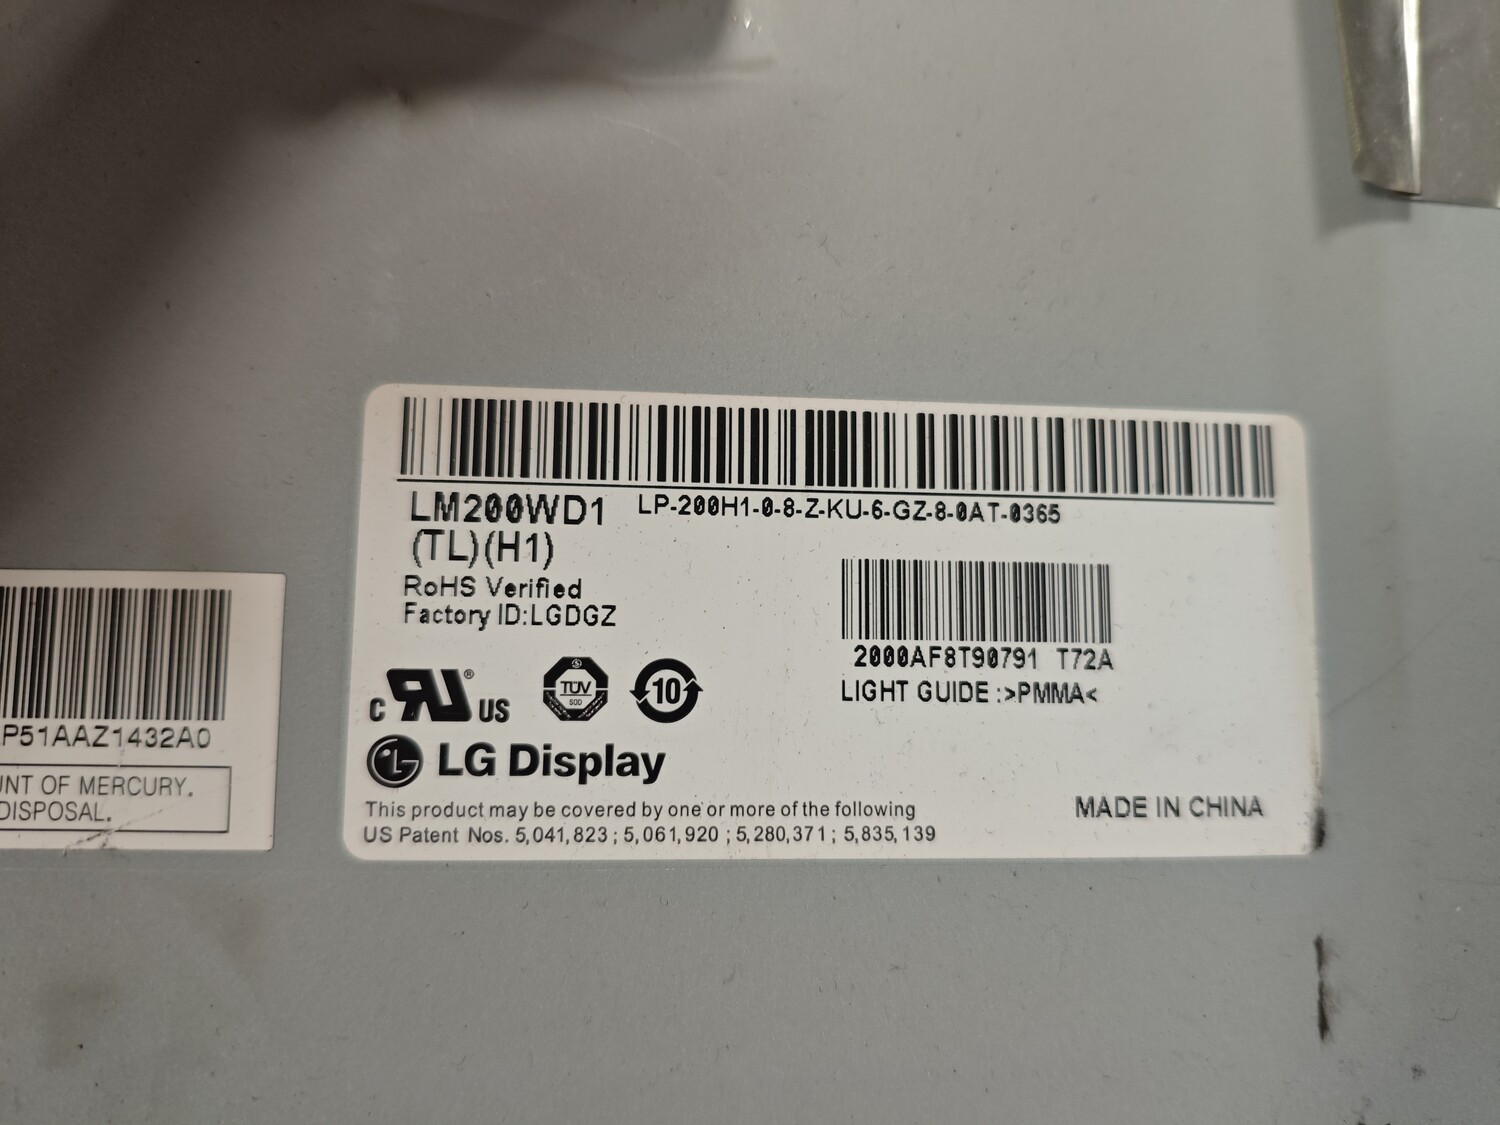 LM200WD1 LP-200H1-0-8-Z-KU-6-GZ-8-0AT-0365
(TL)(H1)
RoHS Verified
Factory ID:LGDGZ
2000AF8T90791 T72A
LIGHT GUIDE :>PMMA<
c RU ® US
TÜV
SÜD
10
LG Display
This product may be covered by one or more of the following
US Patent Nos. 5,041,823 ; 5,061,920 ; 5,280,371 ; 5,835,139
MADE IN CHINA
P51AAZ1432A0
OF MERCURY.
DISPOSAL.